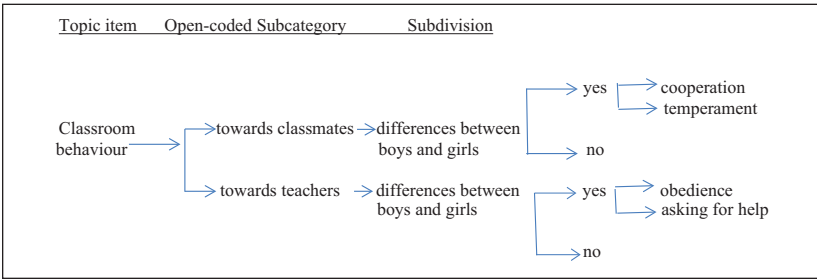 Topic item Open-coded Subcategory Subdivision
yes
cooperation
temperament
Classroom behaviour
towards classmates
differences between
boys and girls
no
towards teachers
differences between
boys and girls
yes
obedience
asking for help
no